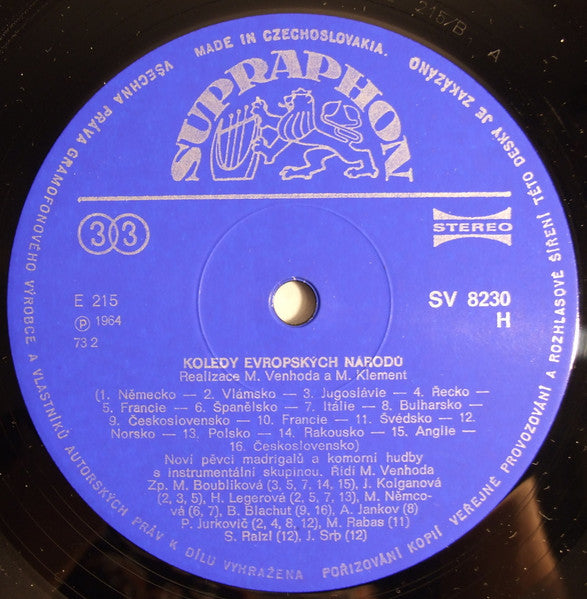 215/B A
MADE IN CZECHOSLOVAKIA.
VŠECHNA PRÁVA GRAMOFONOVÉHO VÝROBCE A VLASTNÍKŮ AUTORSKÝCH PRÁV K DÍLU VYHRAŽENA
POŘIZOVÁNÍ KOPIÍ VEŘEJNÉ PROVOZOVÁNÍ A ROZHLASOVÉ ŠÍŘENÍ TÉTO DESKY JE ZAKÁZÁNO
SUPRAPHON
33
STEREO
E 215
SV 8230
Ⓟ 1964
H
73 2
KOLEDY EVROPSKÝCH NÁRODŮ
Realizace M. Venhoda a M. Klement
(1. Německo — 2. Vlámsko — 3. Jugoslávie — 4. Řecko —
5. Francie — 6. Španělsko — 7. Itálie — 8. Bulharsko —
9. Československo — 10. Francie — 11. Švédsko — 12.
Norsko — 13. Polsko — 14. Rakousko — 15. Anglie —
16. Československo)
Noví pěvci madrigalů a komorní hudby
s instrumentální skupinou. Řídí M. Venhoda
Zp. M. Boublíková (3, 5, 7, 14, 15), J. Kolganová
(2, 3, 5), H. Legerová (2, 5, 7, 13), M. Němco-
vá (6, 7), B. Blachut (9, 16), A. Jankov (8)
P. Jurkovič (2, 4, 8, 12), M. Rabas (11)
S. Raizl (12), J. Srb (12)